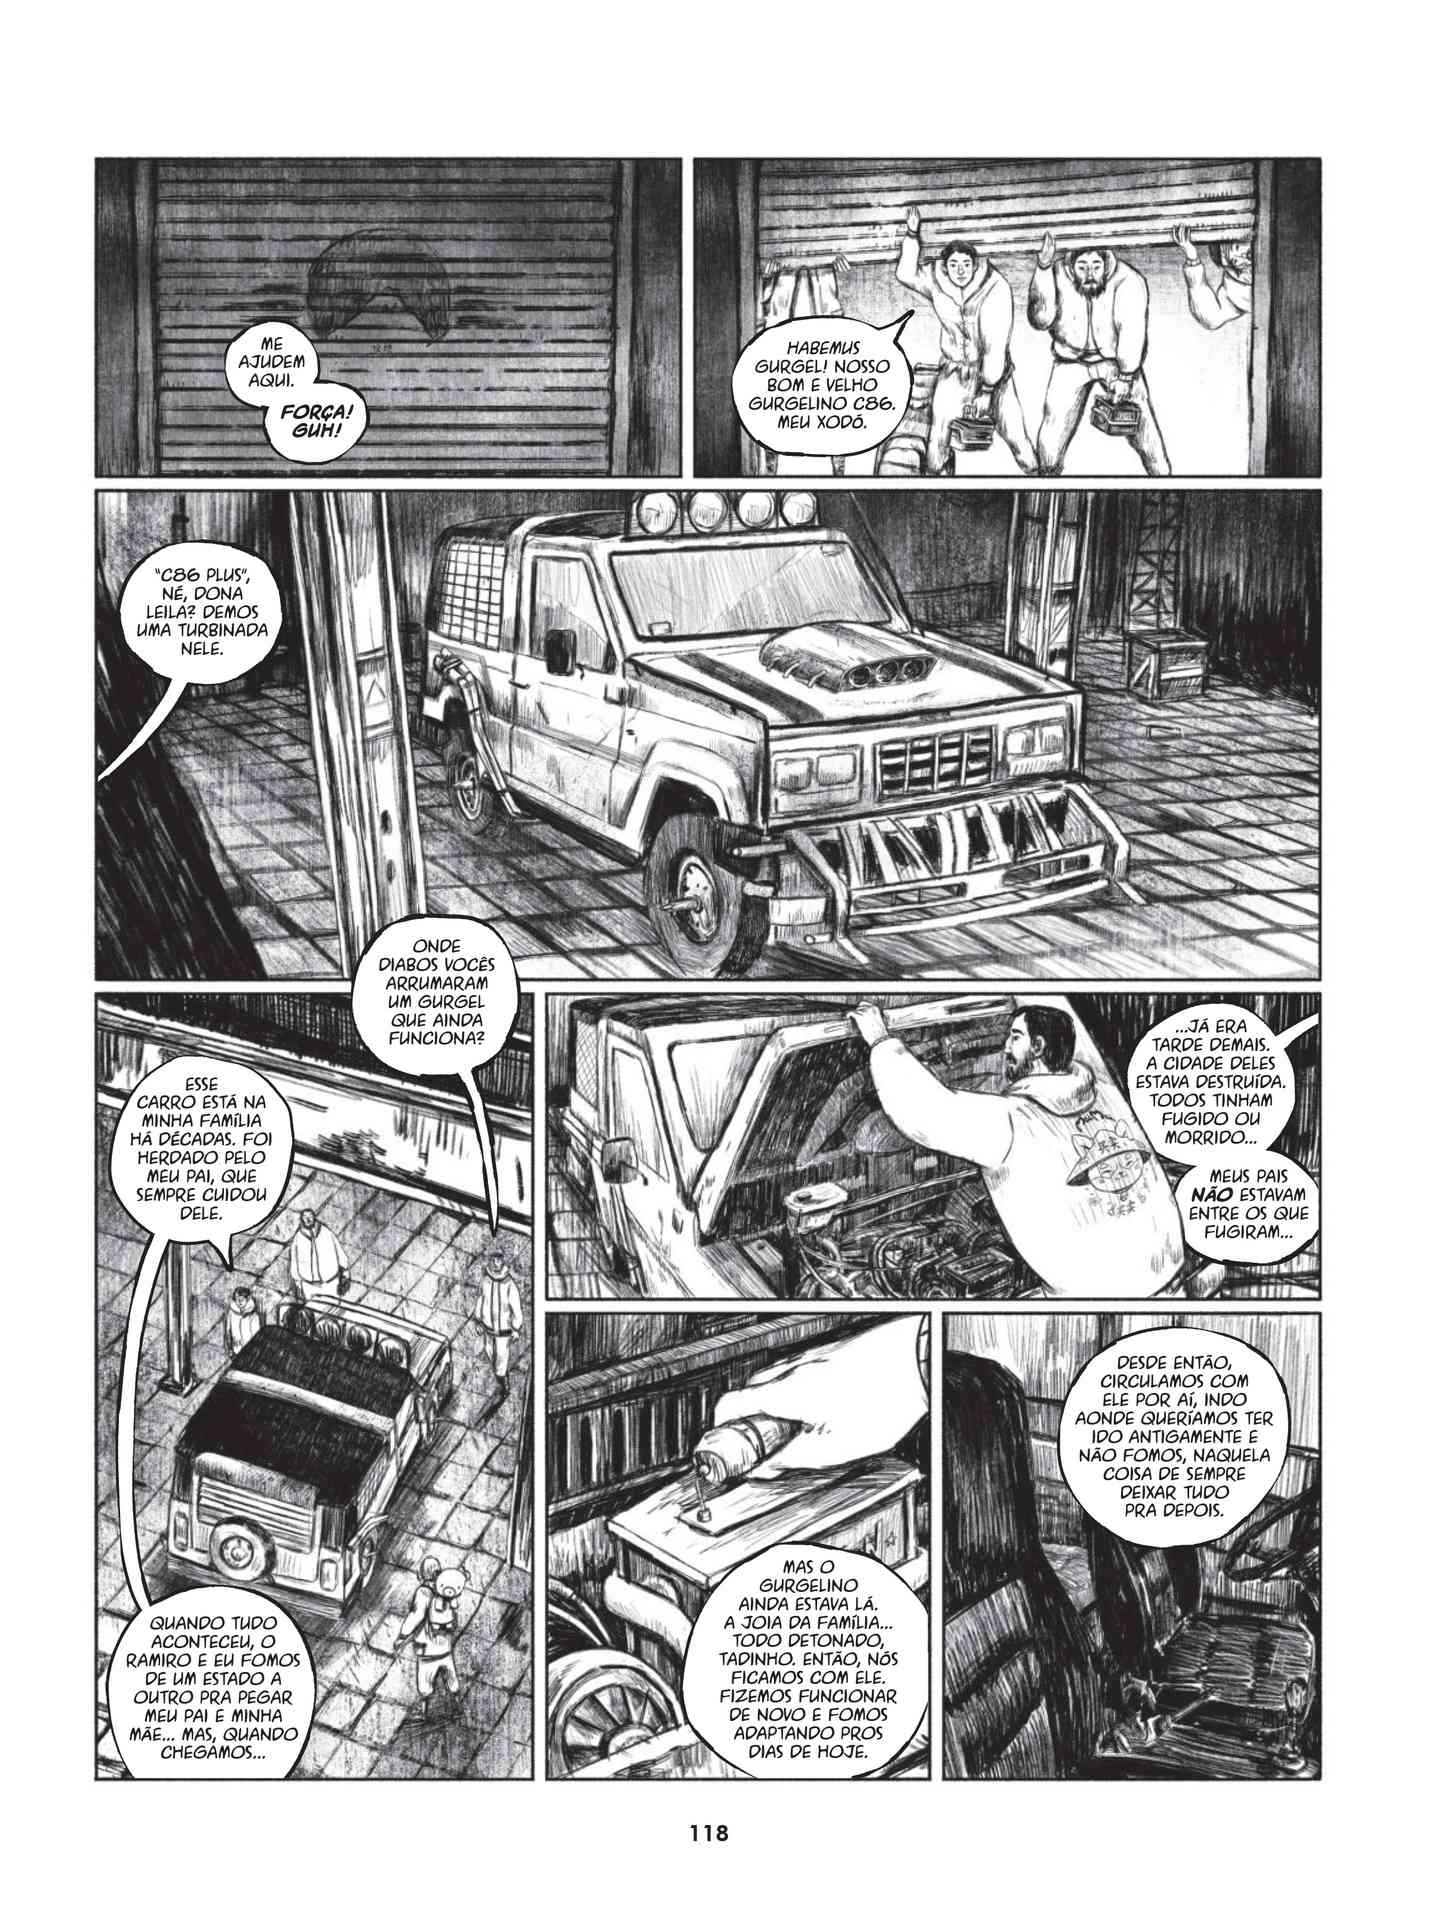 ME
AJUDEM
AQUI.
FORÇA!
GUH!
HABEMUS
GURGEL! NOSSO
BOM E VELHO
GURGELINO C86.
MEU XODÓ.
"C86 PLUS",
NÉ, DONA
LEILA? DEMOS
UMA TURBINADA
NELE.
ONDE
DIABOS VOCÊS
ARRUMARAM
UM GURGEL
QUE AINDA
FUNCIONA?
ESSE
CARRO ESTÁ NA
MINHA FAMÍLIA
HÁ DÉCADAS. FOI
HERDADO PELO
MEU PAI, QUE
SEMPRE CUIDOU
DELE.
QUANDO TUDO
ACONTECEU, O
RAMIRO E EU FOMOS
DE UM ESTADO A
OUTRO PRA PEGAR
MEU PAI E MINHA
MÃE... MAS, QUANDO
CHEGAMOS...
...JÁ ERA
TARDE DEMAIS.
A CIDADE DELES
ESTAVA DESTRUÍDA.
TODOS TINHAM
FUGIDO OU
MORRIDO...
MEUS PAIS
NÃO ESTAVAM
ENTRE OS QUE
FUGIRAM...
MAS O
GURGELINO
AINDA ESTAVA LÁ.
A JOIA DA FAMÍLIA...
TODO DETONADO,
TADINHO. ENTÃO, NÓS
FICAMOS COM ELE.
FIZEMOS FUNCIONAR
DE NOVO E FOMOS
ADAPTANDO PROS
DIAS DE HOJE.
DESDE ENTÃO,
CIRCULAMOS COM
ELE POR AÍ, INDO
AONDE QUERÍAMOS TER
IDO ANTIGAMENTE E
NÃO FOMOS, NAQUELA
COISA DE SEMPRE
DEIXAR TUDO
PRA DEPOIS.
118